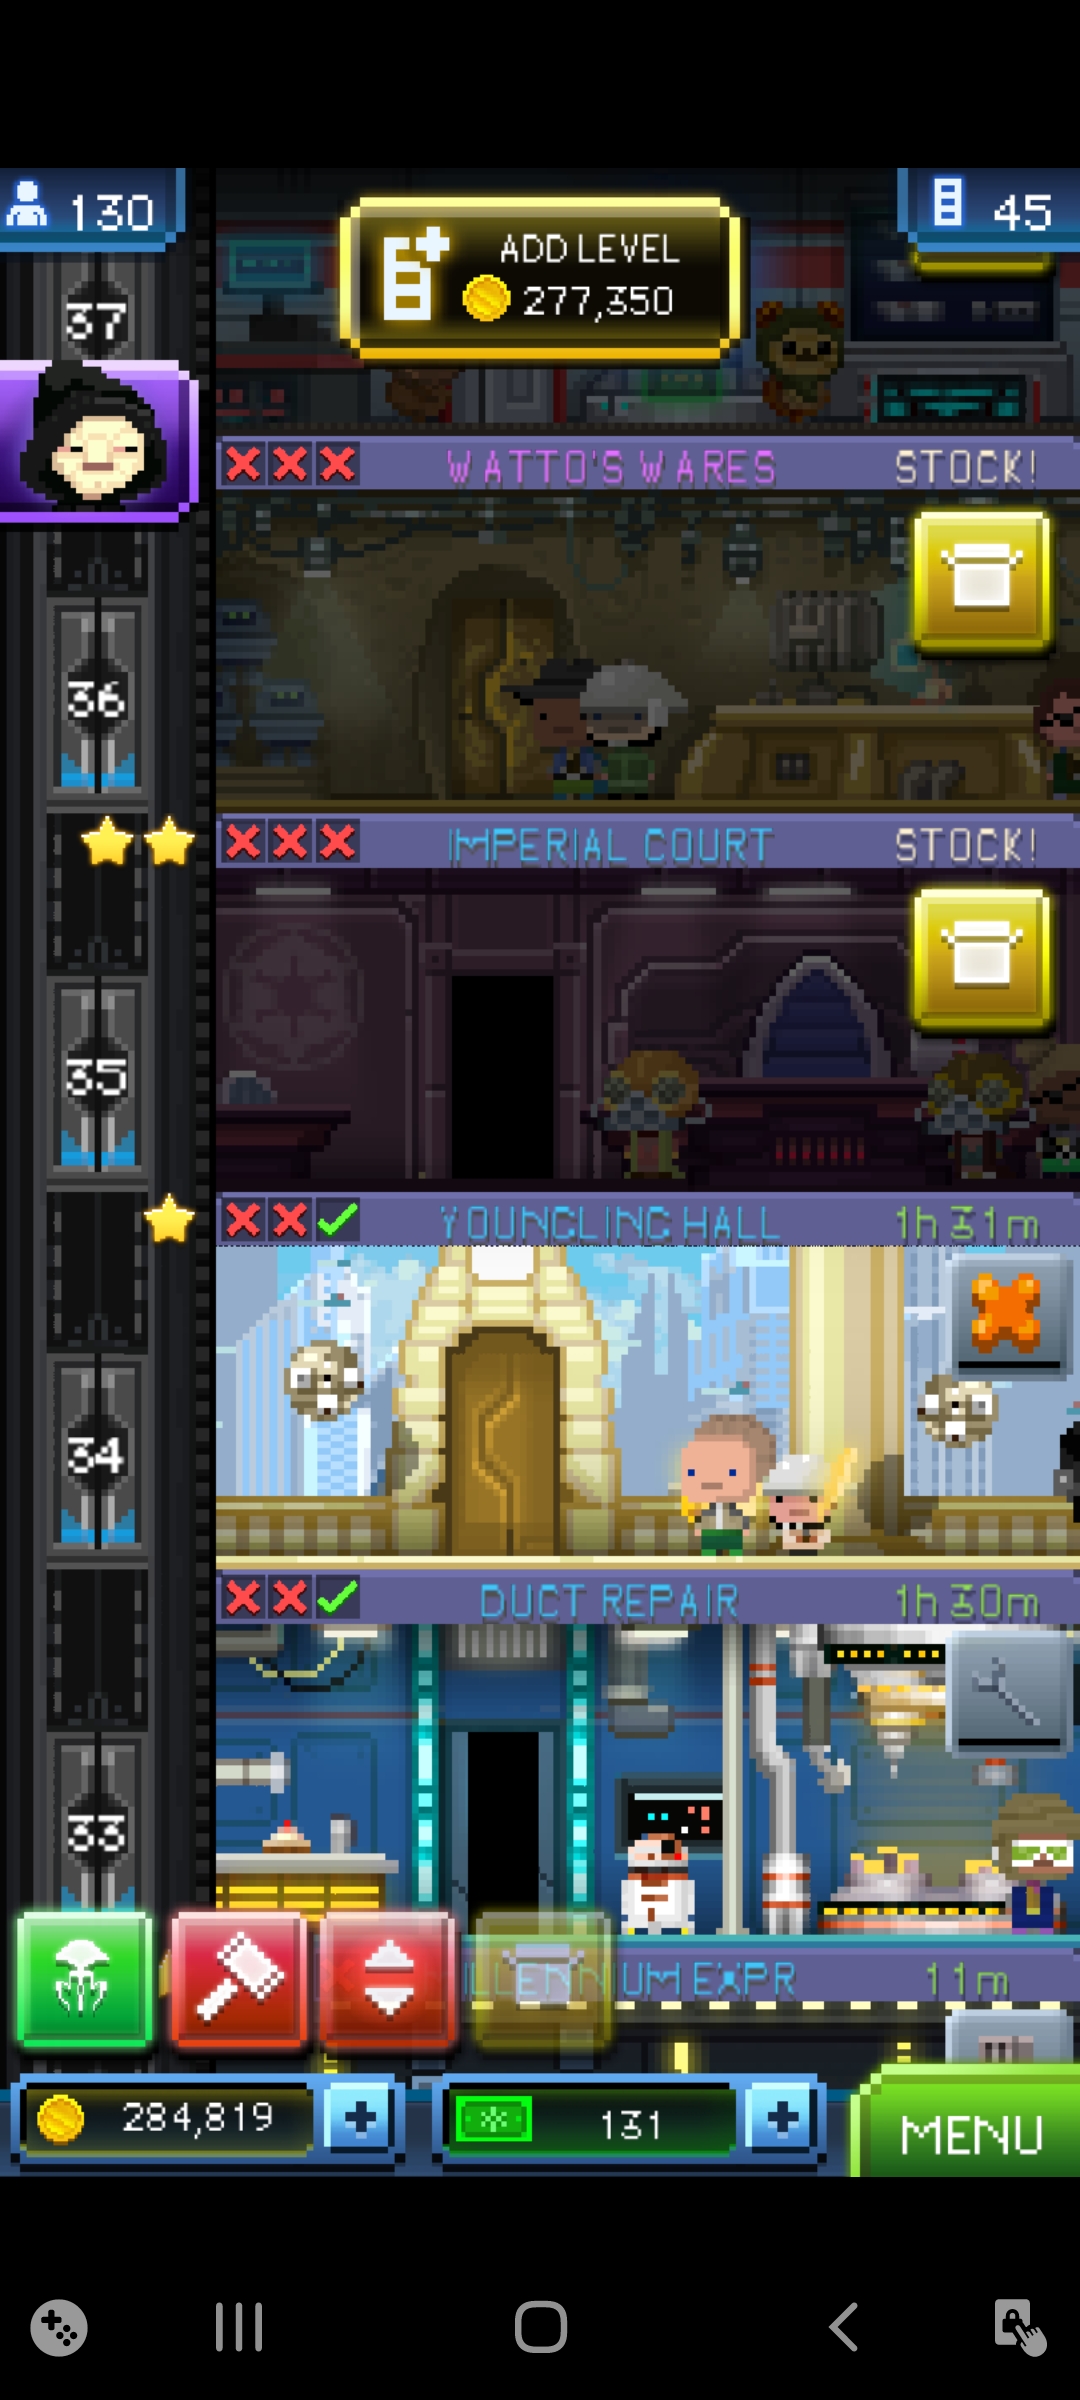 130
ADD LEVEL
277,350
45
37
WATTO'S WARES
STOCK!
36
IMPERIAL COURT
STOCK!
35
YOUNGLING HALL
1h 31m
34
DUCT REPAIR
1h 30m
33
UM EXPR
11m
284,819
131
MENU